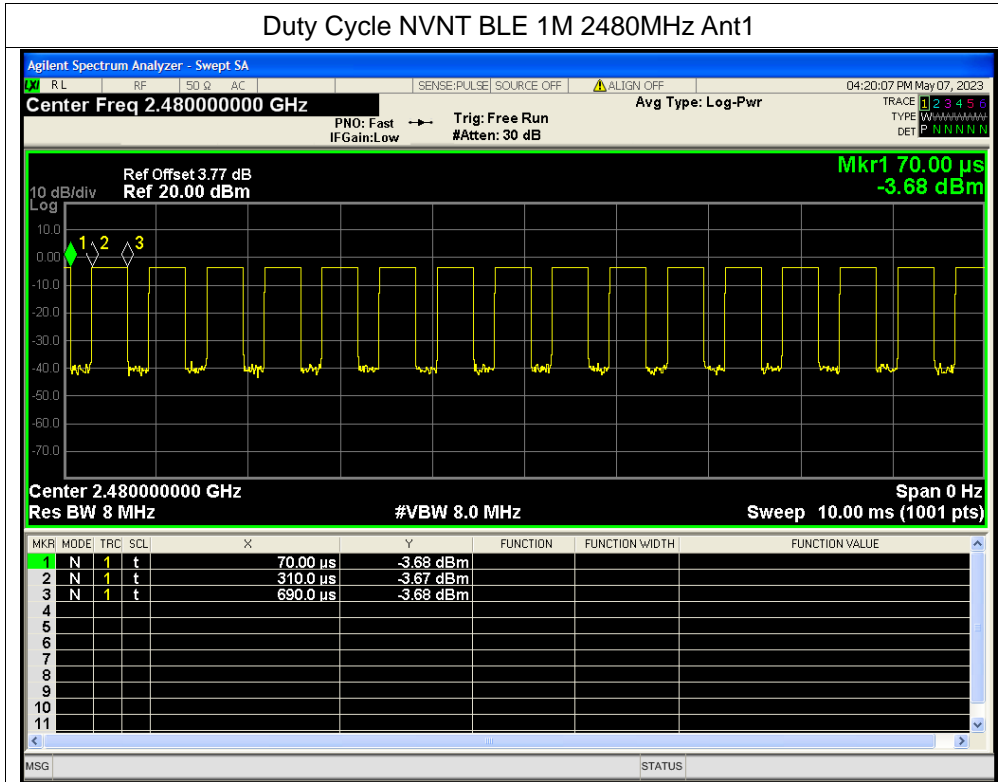 Duty Cycle NVNT BLE 1M 2480MHz Ant1
Agilent Spectrum Analyzer - Swept SA
LXI RL RF 50 Ω AC SENSE:PULSE SOURCE OFF ALIGN OFF 04:20:07 PM May 07, 2023
Center Freq 2.480000000 GHz Avg Type: Log-Pwr TRACE 1 2 3 4 5 6
PNO: Fast Trig: Free Run TYPE WWWWWW
IFGain:Low #Atten: 30 dB DET P N N N N N
Mkr1 70.00 µs
Ref Offset 3.77 dB
10 dB/div Ref 20.00 dBm -3.68 dBm
Log
10.0
1 2 3
0.00
-10.0
-20.0
-30.0
-40.0
-50.0
-60.0
-70.0
Center 2.480000000 GHz Span 0 Hz
Res BW 8 MHz #VBW 8.0 MHz Sweep 10.00 ms (1001 pts)
MKR MODE TRC SCL X Y FUNCTION FUNCTION WIDTH FUNCTION VALUE
1 N 1 t 70.00 µs -3.68 dBm
2 N 1 t 310.0 µs -3.67 dBm
3 N 1 t 690.0 µs -3.68 dBm
4
5
6
7
8
9
10
11
MSG STATUS